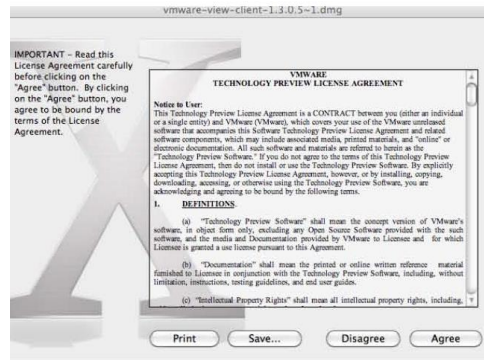 vmware-view-client-1.3.0.5~1.dmg
IMPORTANT - Read this
License Agreement carefully
before clicking on the
"Agree" button. By clicking
on the "Agree" button, you
agree to be bound by the
terms of the License
Agreement.
VMWARE
TECHNOLOGY PREVIEW LICENSE AGREEMENT
Notice to User:
This Technology Preview License Agreement is a CONTRACT between you (either an individual
or a single entity) and VMware (VMware), which covers your use of the VMware unreleased
software that accompanies this Software Technology Preview License Agreement and related
software components, which may include associated media, printed materials, and "online" or
electronic documentation. All such software and materials are referred to herein as the
"Technology Preview Software." If you do not agree to the terms of this Technology Preview
License Agreement, then do not install or use the Technology Preview Software. By explicitly
accepting this Technology Preview License Agreement, however, or by installing, copying,
downloading, accessing, or otherwise using the Technology Preview Software, you are
acknowledging and agreeing to be bound by the following terms.
1. DEFINITIONS.
(a) "Technology Preview Software" shall mean the concept version of VMware's
software, in object form only, excluding any Open Source Software provided with the such
software, and the media and Documentation provided by VMware to Licensee and for which
Licensee is granted a use license pursuant to this Agreement.
(b) "Documentation" shall mean the printed or online written reference material
furnished to Licensee in conjunction with the Technology Preview Software, including, without
limitation, instructions, testing guidelines, and end user guides.
(c) "Intellectual Property Rights" shall mean all intellectual property rights, including,
Print Save... Disagree Agree